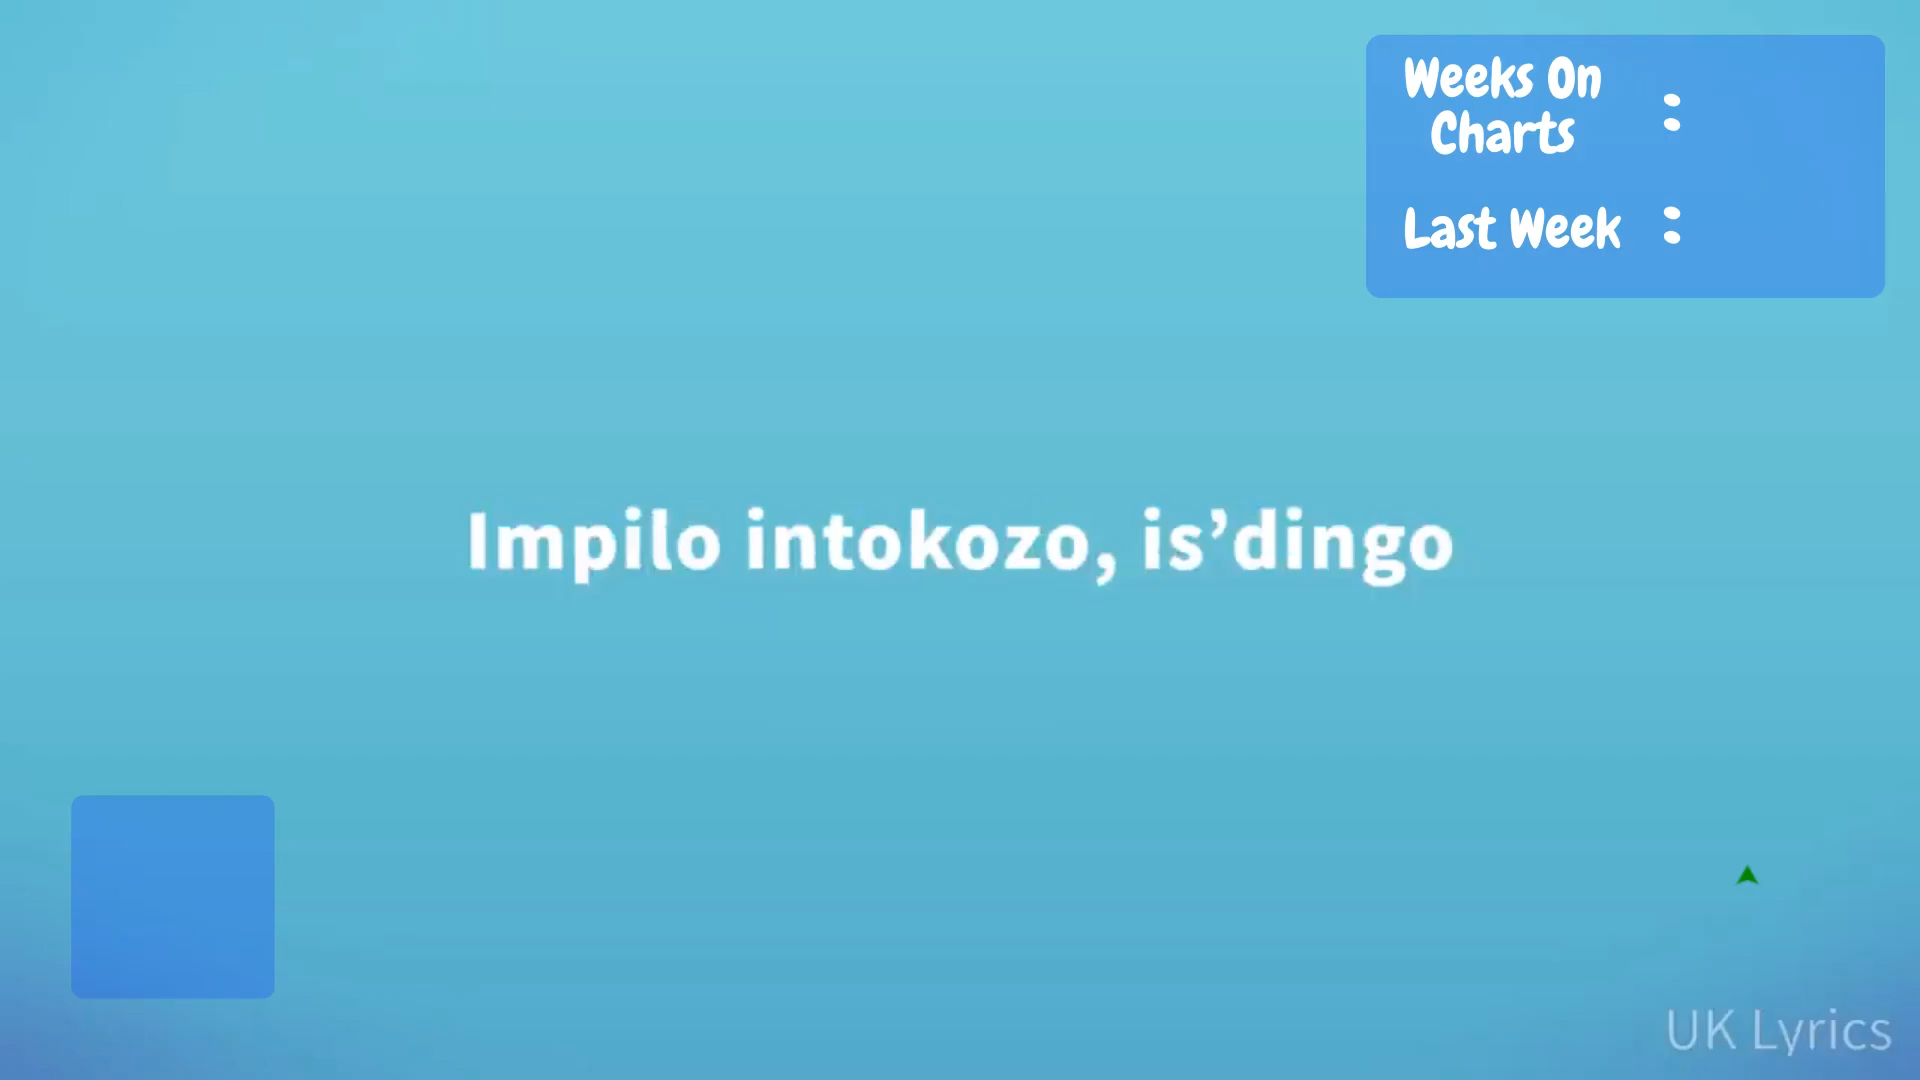 Weeks On
Charts :
Last Week :
Impilo intokozo, is’dingo
UK Lyrics